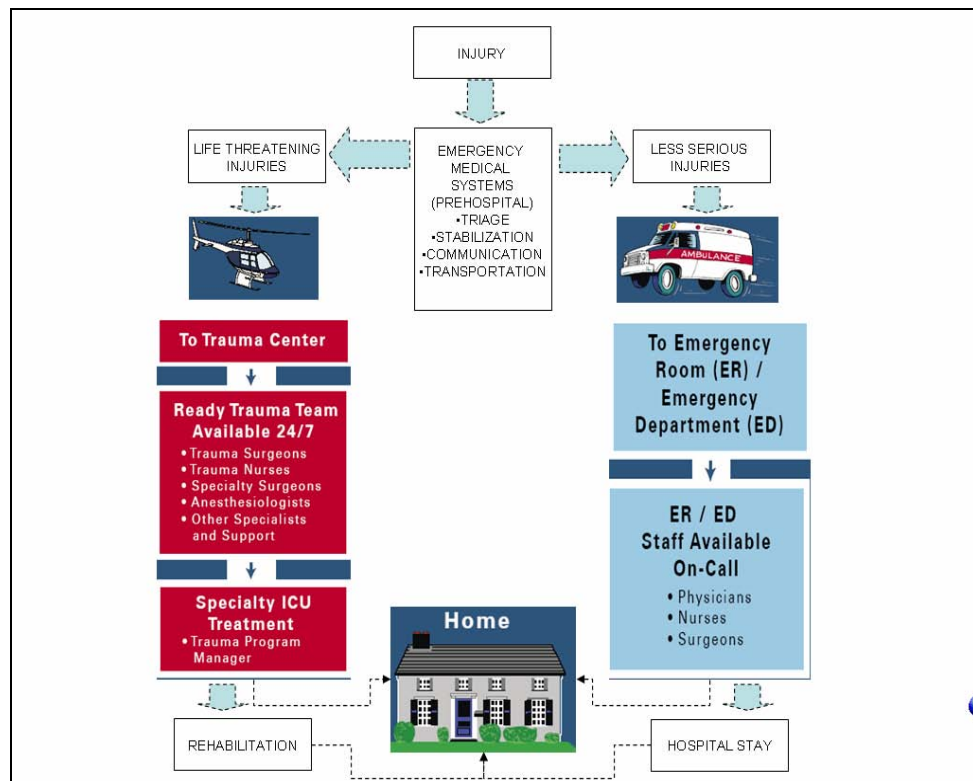 INJURY
LIFE THREATENING
INJURIES
EMERGENCY
MEDICAL
SYSTEMS
(PREHOSPITAL)
▪TRIAGE
▪STABILIZATION
▪COMMUNICATION
▪TRANSPORTATION
LESS SERIOUS
INJURIES
AMBULANCE
To Trauma Center
Ready Trauma Team
Available 24/7
• Trauma Surgeons
• Trauma Nurses
• Specialty Surgeons
• Anesthesiologists
• Other Specialists
and Support
Specialty ICU
Treatment
• Trauma Program
Manager
REHABILITATION
To Emergency
Room (ER) /
Emergency
Department (ED)
ER / ED
Staff Available
On-Call
• Physicians
• Nurses
• Surgeons
HOSPITAL STAY
Home